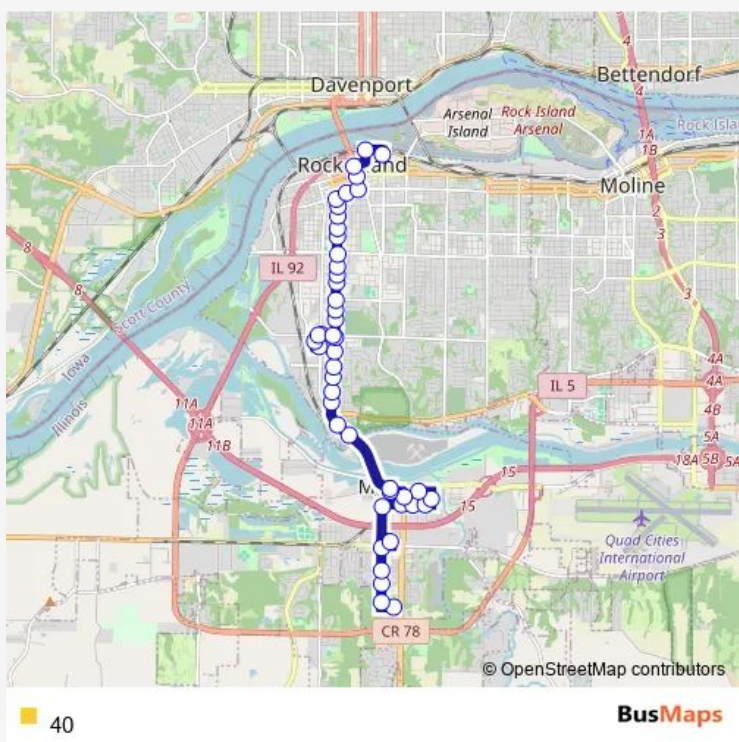 4
Bettendorf
Davenport
4
Arsenal
Island
Rock Island
Arsenal
1A
1B
Rock Isla
Rock
and
Moline
2
8
IL 92
3
8
Scott County
3
Iowa
4A
Illinois
IL 5
4A
11A
4B
11A
5A
11B
18A
5B
5A
M
15
15
Quad Cities
International
Airport
CR 78
© OpenStreetMap contributors
40
BusMaps